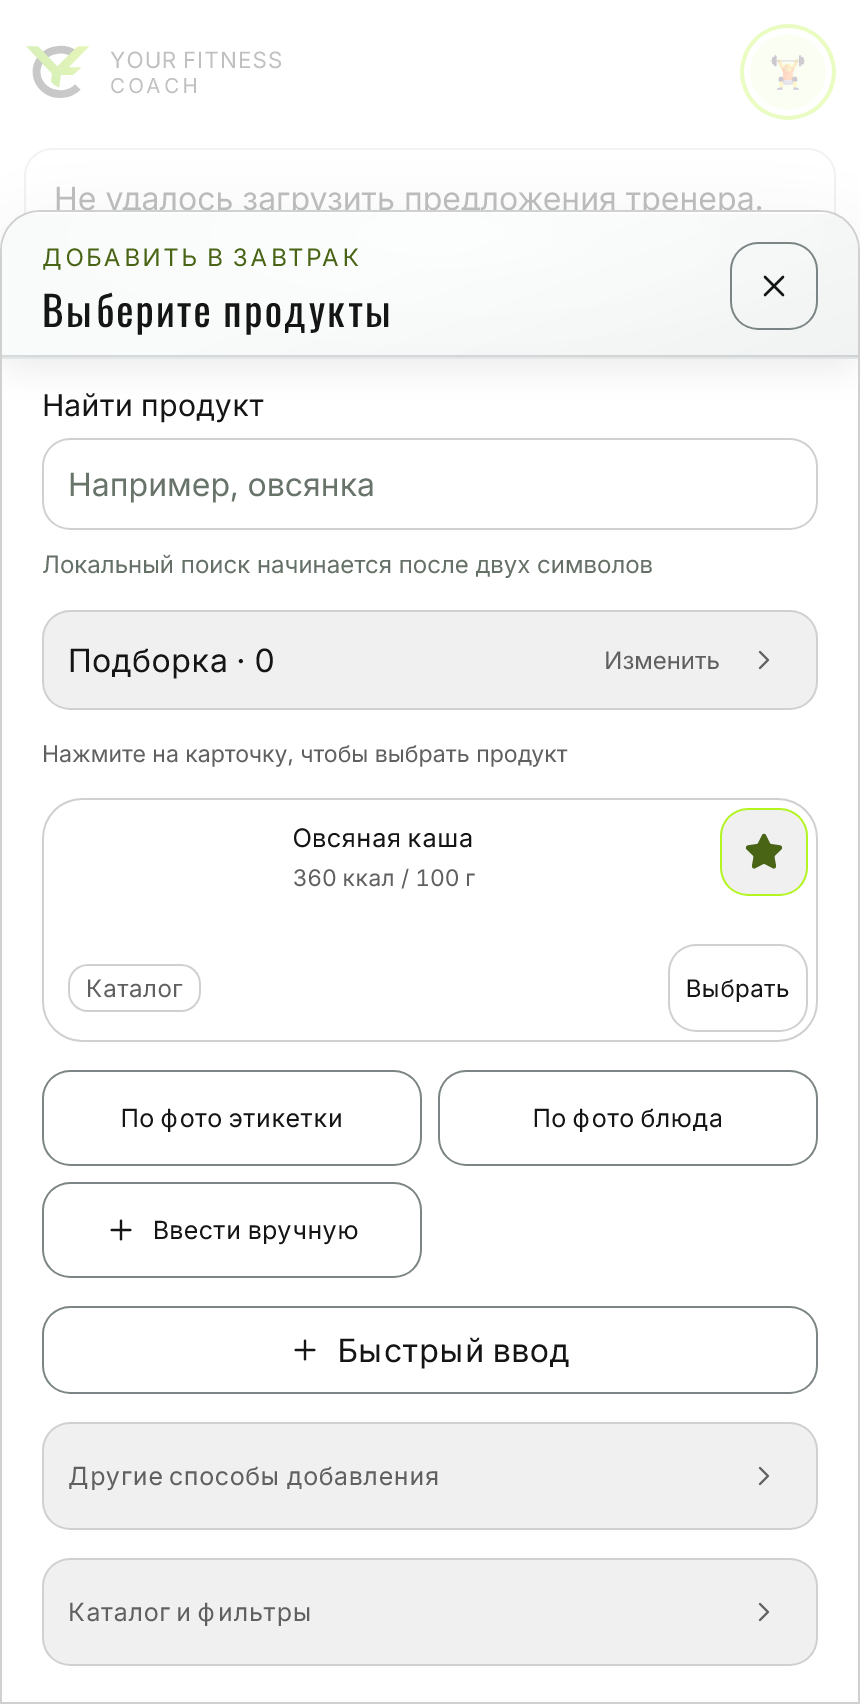 YOUR FITNESS
COACH
Не удалось загрузить предложения тренера.
ДОБАВИТЬ В ЗАВТРАК
Выберите продукты
Найти продукт
Например, овсянка
Локальный поиск начинается после двух символов
Подборка · 0
Изменить
Нажмите на карточку, чтобы выбрать продукт
Овсяная каша
360 ккал / 100 г
Каталог
Выбрать
По фото этикетки
По фото блюда
+ Ввести вручную
+ Быстрый ввод
Другие способы добавления
Каталог и фильтры